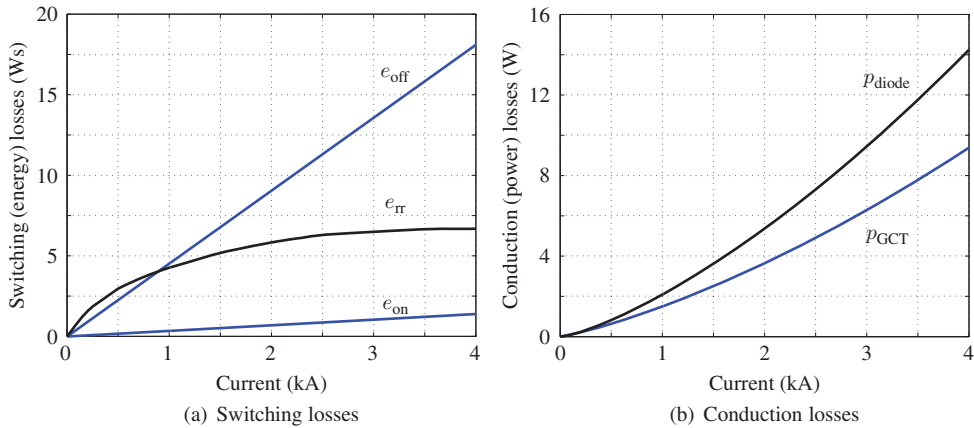 20
15
10
5
0
0 1 2 3 4
Switching (energy) losses (Ws)
e_off
e_rr
e_on
Current (kA)
(a) Switching losses
16
12
8
4
0
0 1 2 3 4
Conduction (power) losses (W)
p_diode
p_GCT
Current (kA)
(b) Conduction losses